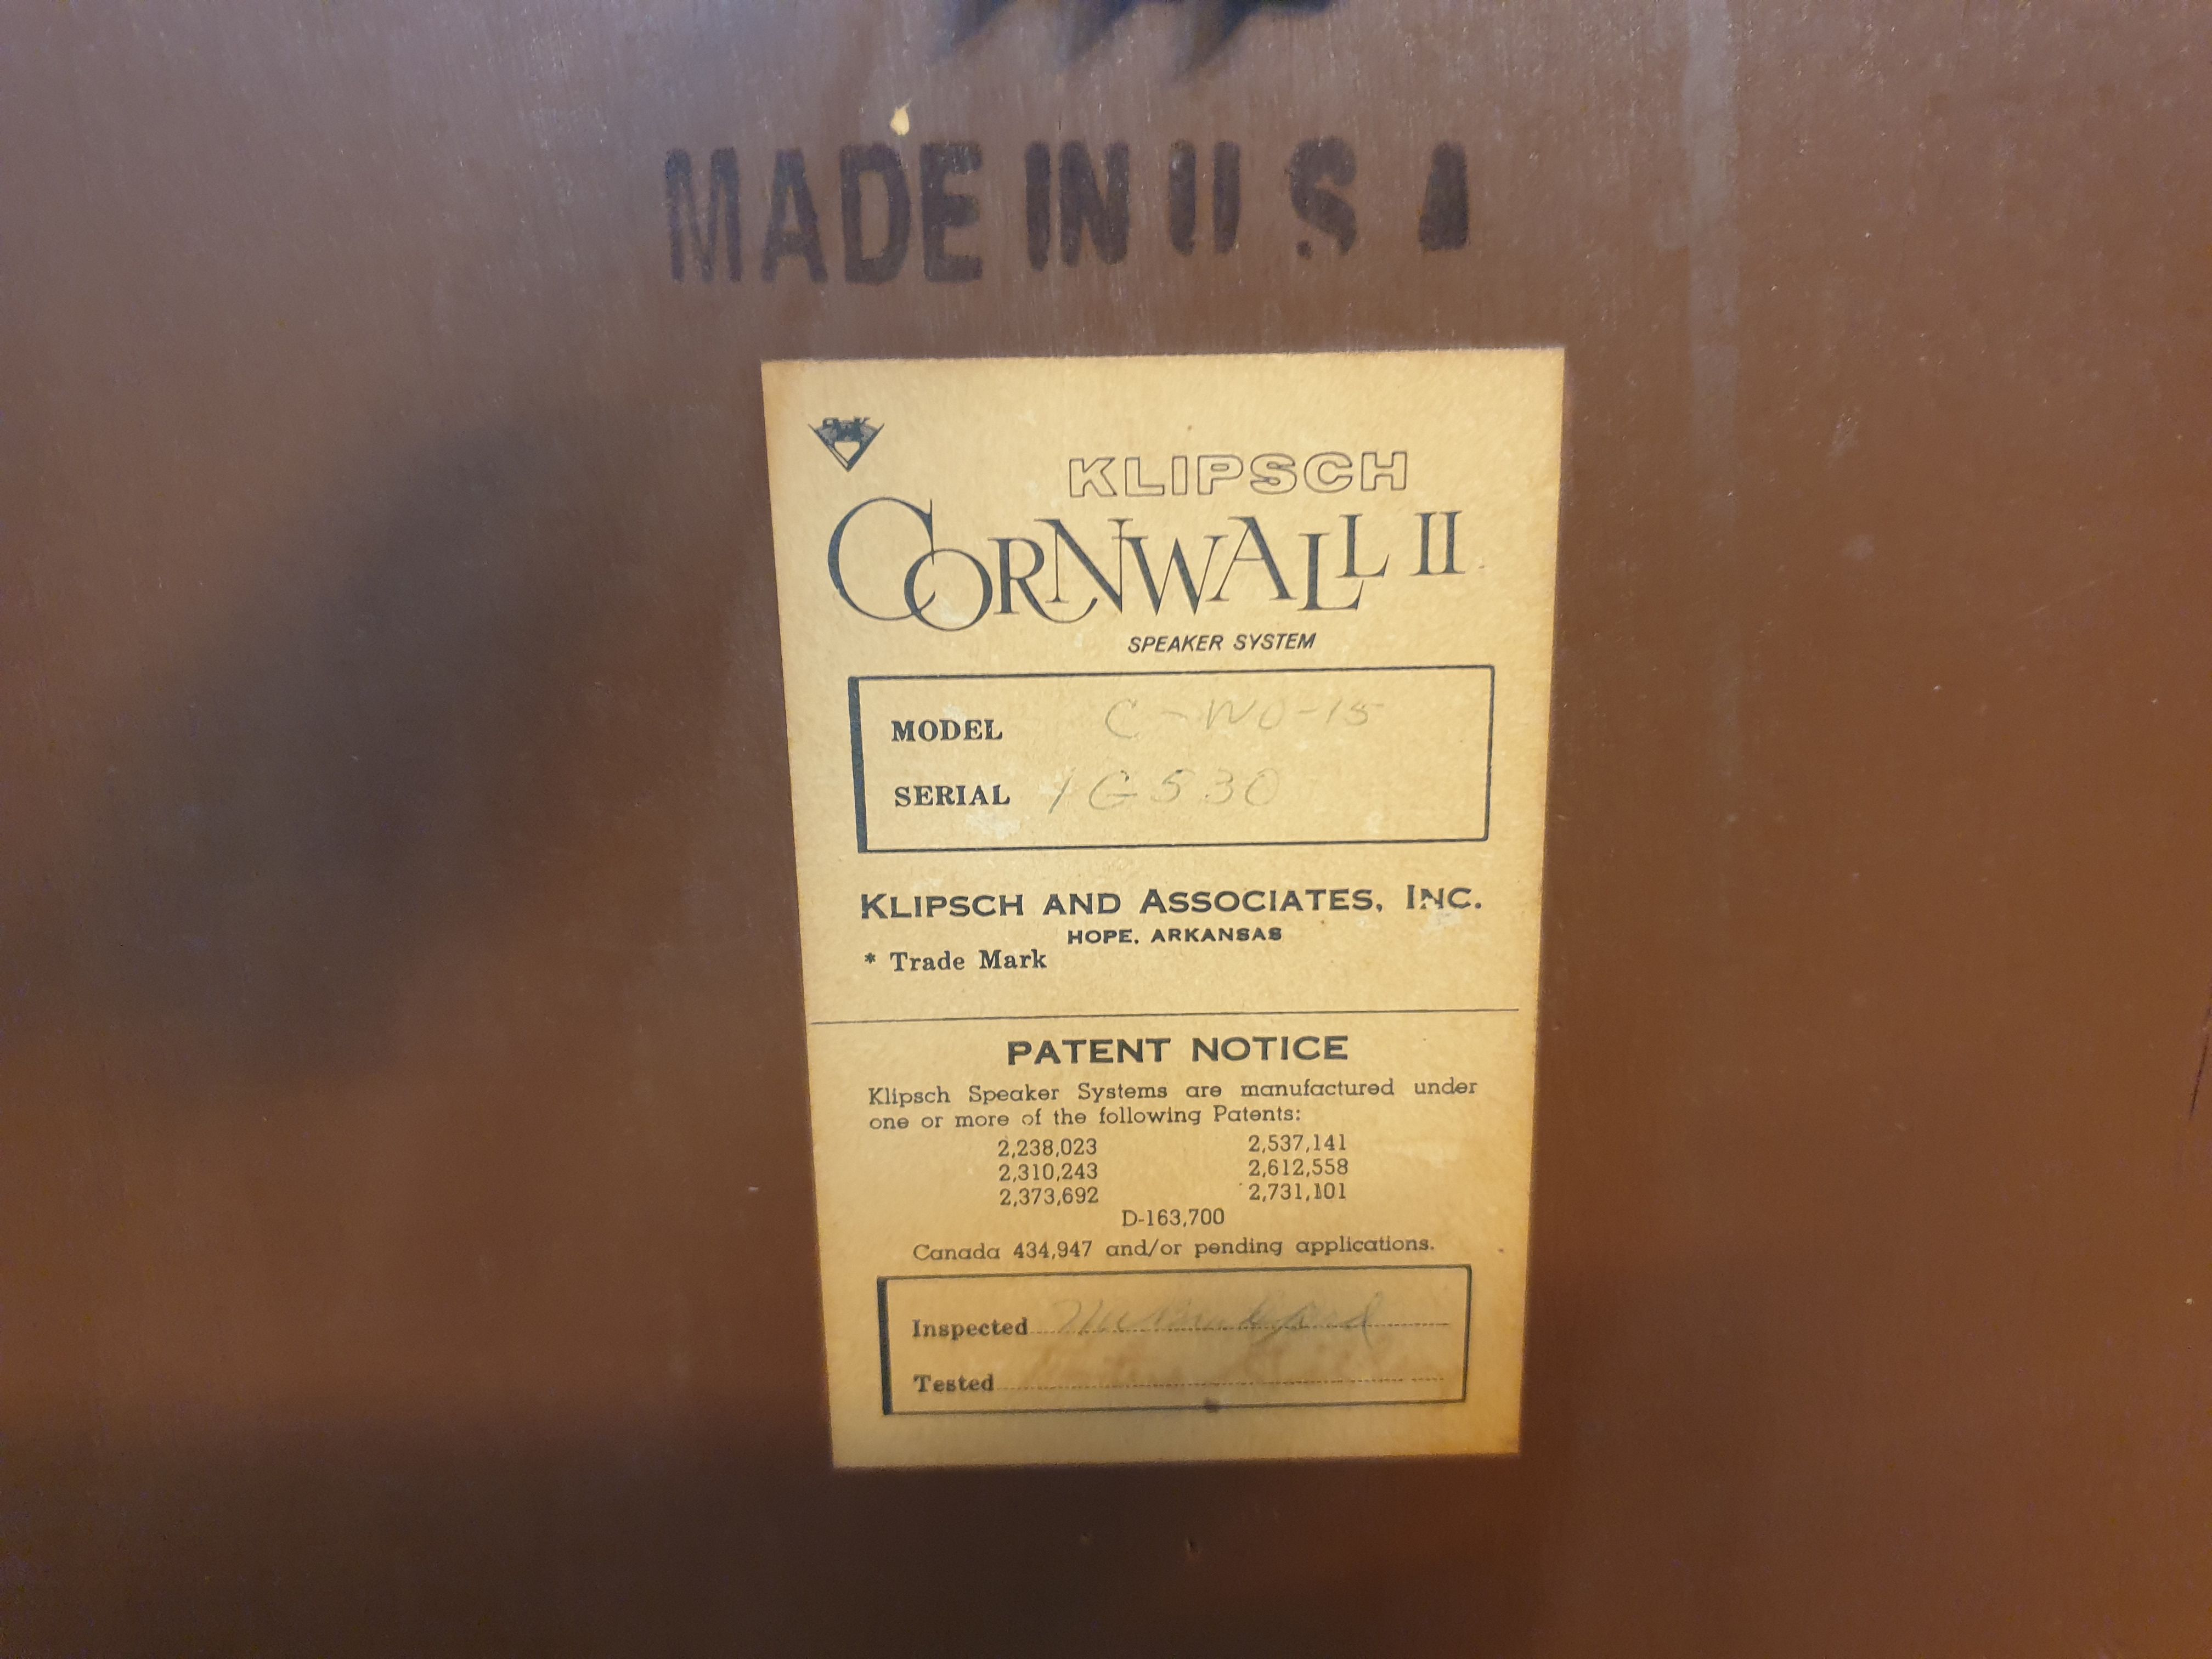 MADE IN U S A
KLIPSCH
CORNWALL II
SPEAKER SYSTEM
MODEL C-WO-15
SERIAL 1G530
KLIPSCH AND ASSOCIATES, INC.
HOPE, ARKANSAS
* Trade Mark
PATENT NOTICE
Klipsch Speaker Systems are manufactured under
one or more of the following Patents:
2,238,023 2,537,141
2,310,243 2,612,558
2,373,692 2,731,101
D-163,700
Canada 434,947 and/or pending applications.
Inspected
Tested